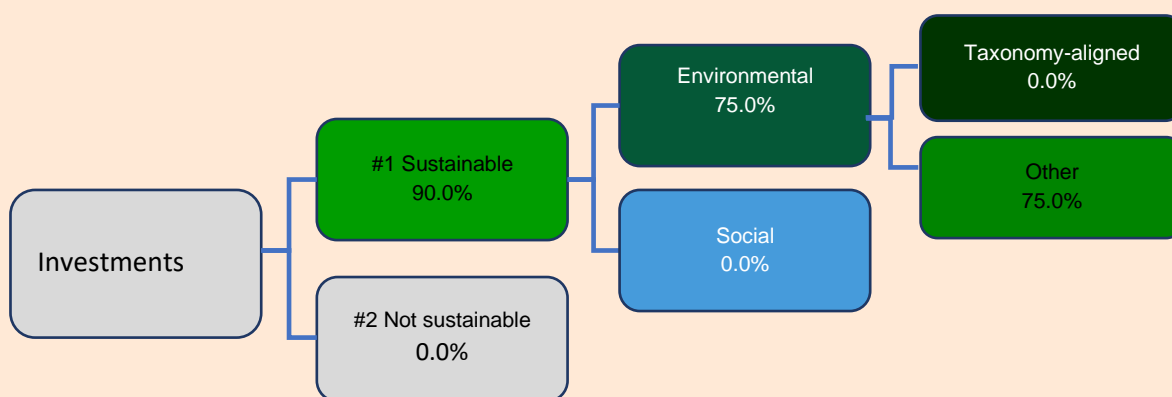 Investments
#1 Sustainable
90.0%
#2 Not sustainable
0.0%
Environmental
75.0%
Social
0.0%
Taxonomy-aligned
0.0%
Other
75.0%